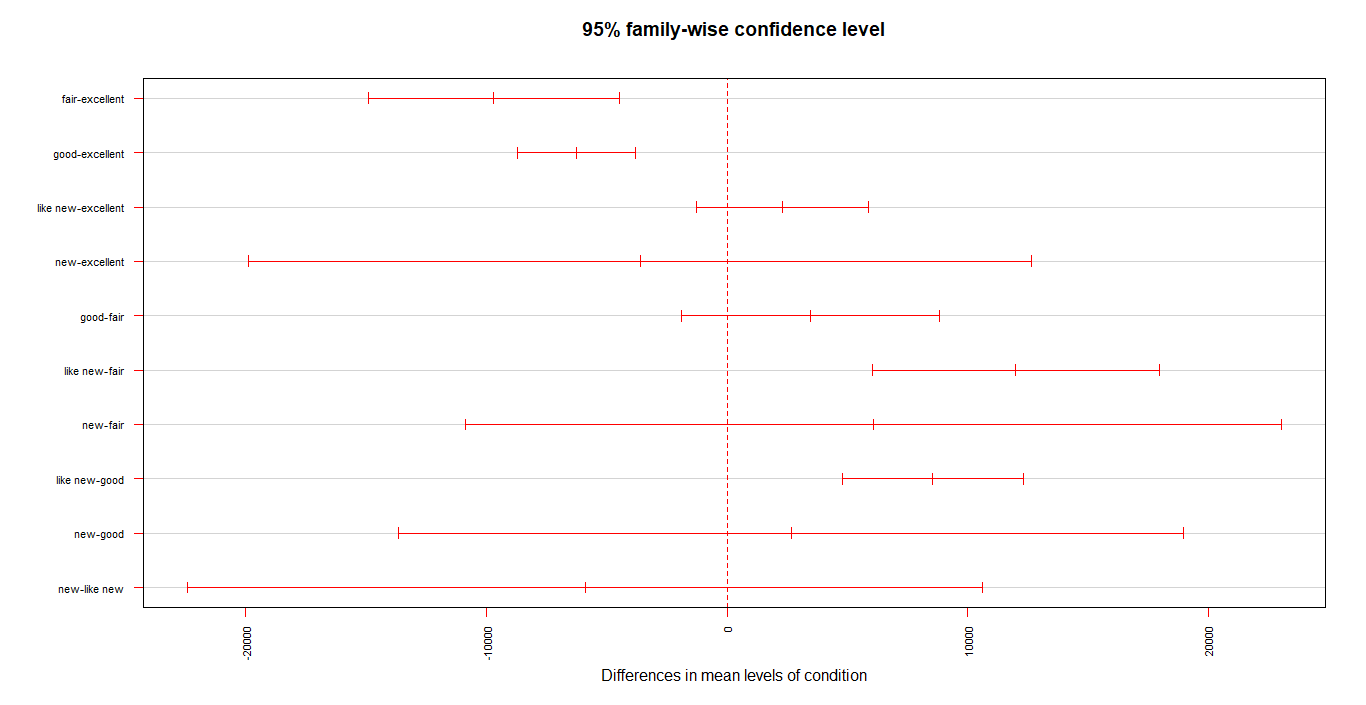 95% family-wise confidence level
fair-excellent
good-excellent
like new-excellent
new-excellent
good-fair
like new-fair
new-fair
like new-good
new-good
new-like new
-20000
-10000
0
10000
20000
Differences in mean levels of condition